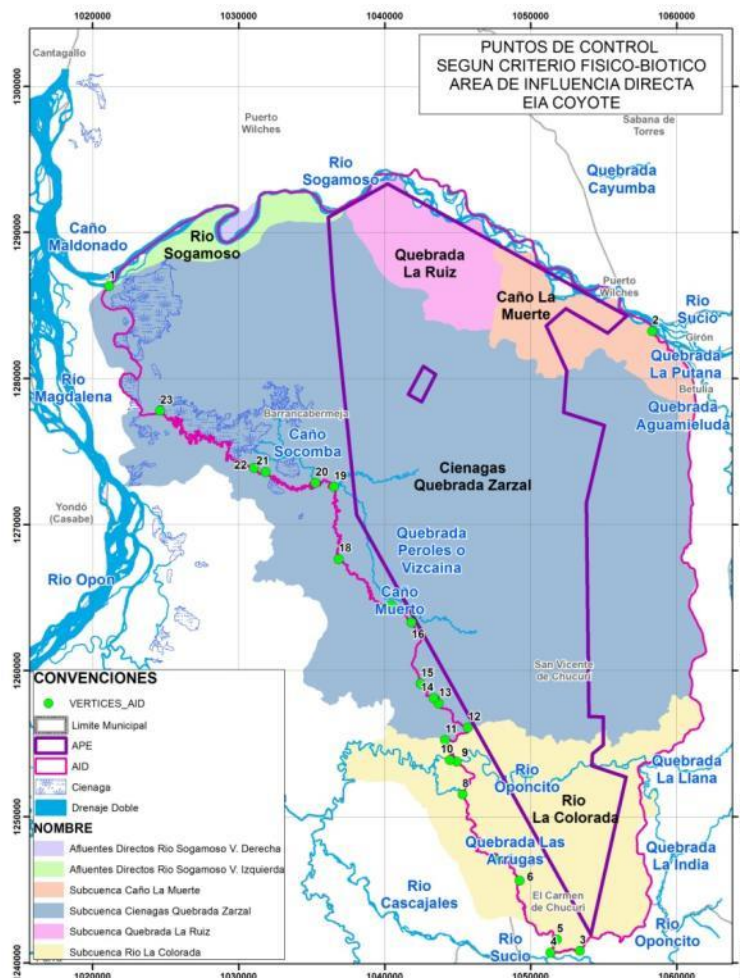 1020000 1030000 1040000 1050000 1060000
PUNTOS DE CONTROL
SEGUN CRITERIO FISICO-BIOTICO
AREA DE INFLUENCIA DIRECTA
EIA COYOTE
Cantagallo
1300000
Puerto
Wilches
Sabana de
Torres
Rio
Sogamoso
Quebrada
Cayumba
Caño
Maldonado
Rio
Sogamoso
Quebrada
La Ruiz
1290000
Caño La
Muerte
Puerto
Wilches
1
2
Rio
Sucio
Girón
Quebrada
La Putana
Betulia
Quebrada
Aguamieluda
1280000
Rio
Magdalena
23
Barrancabermeja
Caño
Socomba
22
21
20
19
Cienagas
Quebrada Zarzal
Yondó
(Casabe)
1270000
Quebrada
Peroles o
Vizcaina
18
Rio Opon
Caño
Muerto
16
1260000
San Vicente
de Chucuri
15
14
13
12
11
10
9
8
Rio
Oponcito
Quebrada
La Llana
Rio
La Colorada
1250000
Quebrada Las
Arrugas
Quebrada
La India
6
El Carmen
de Chucuri
Rio
Cascajales
5
4
3
Rio
Sucio
Rio
Oponcito
1240000
CONVENCIONES
VERTICES_AID
Limite Municipal
APE
AID
Cienaga
Drenaje Doble
NOMBRE
Afluentes Directos Rio Sogamoso V. Derecha
Afluentes Directos Rio Sogamoso V. Izquierda
Subcuenca Caño La Muerte
Subcuenca Cienagas Quebrada Zarzal
Subcuenca Quebrada La Ruiz
Subcuenca Rio La Colorada
1020000 1030000 1040000 1050000 1060000